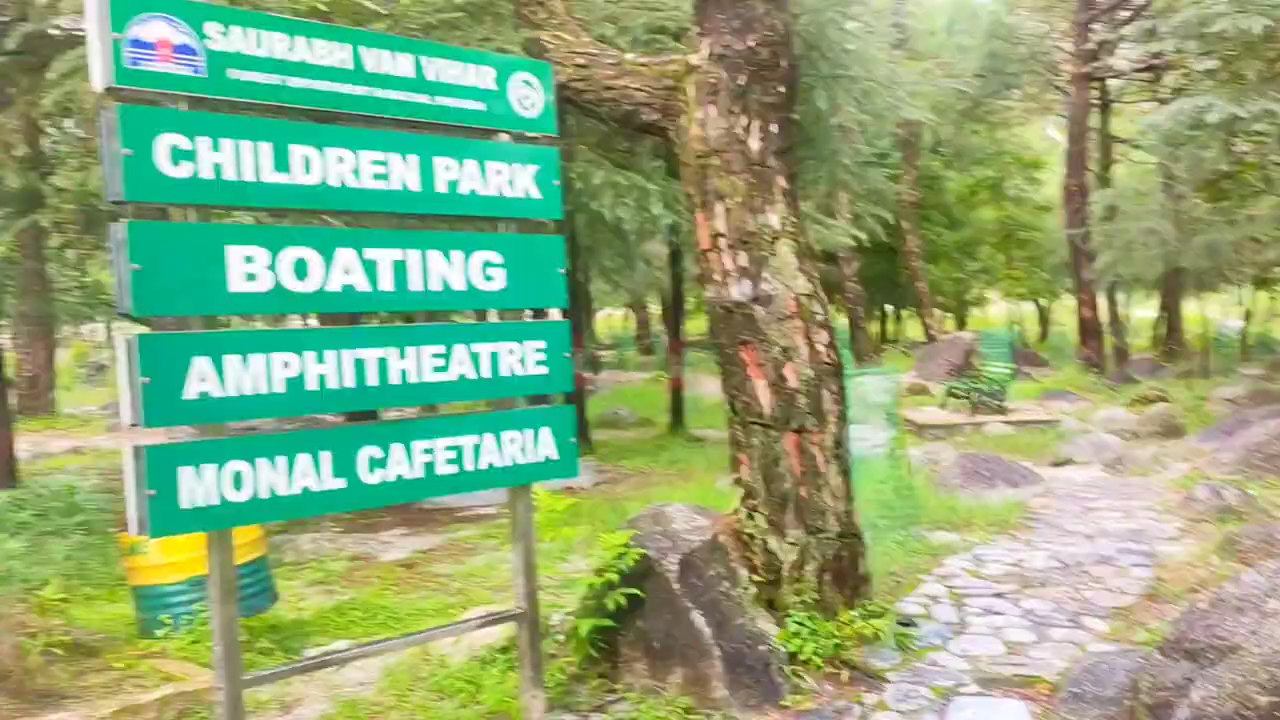 SAURABH VAN VIHAR
CHILDREN PARK
BOATING
AMPHITHEATRE
MONAL CAFETARIA